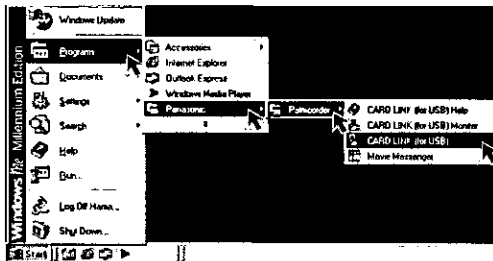 Windows Me Millennium Edition
Windows Update
Programs
Documents
Settings
Search
Help
Run...
Log Off Hama...
Shut Down...
Start
Accessories
Internet Explorer
Outlook Express
Windows Media Player
Panasonic
Palmcorder
CARD LINK (for USB) Help
CARD LINK (for USB) Monitor
CARD LINK (for USB)
Movie Messenger